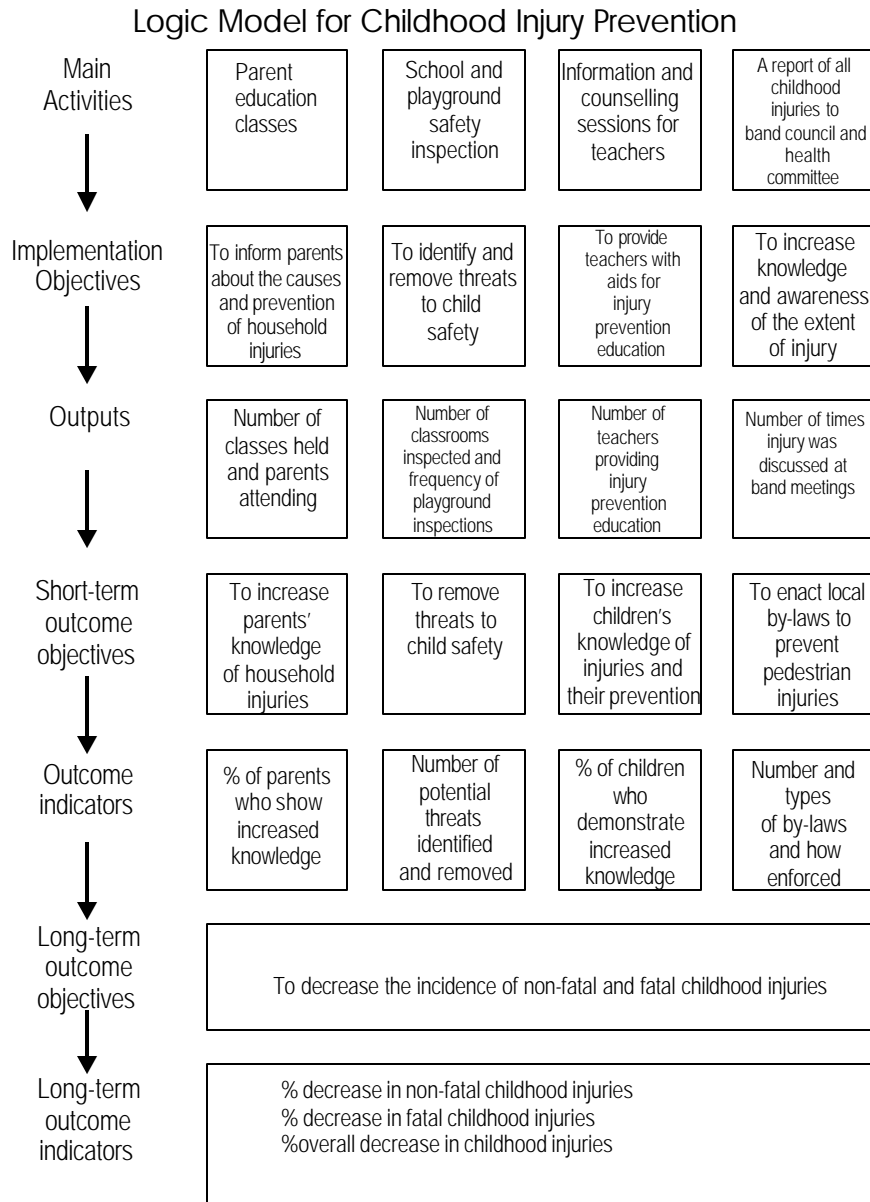 Logic Model for Childhood Injury Prevention
Main
Activities
Parent
education
classes
School and
playground
safety
inspection
Information and
counselling
sessions for
teachers
A report of all
childhood
injuries to
band council and
health
committee
Implementation
Objectives
To inform parents
about the causes
and prevention
of household
injuries
To identify and
remove threats
to child
safety
To provide
teachers with
aids for
injury
prevention
education
To increase
knowledge
and awareness
of the extent
of injury
Outputs
Number of
classes held
and parents
attending
Number of
classrooms
inspected and
frequency of
playground
inspections
Number of
teachers
providing
injury
prevention
education
Number of times
injury was
discussed at
band meetings
Short-term
outcome
objectives
To increase
parents'
knowledge
of household
injuries
To remove
threats to
child safety
To increase
children's
knowledge of
injuries and
their prevention
To enact local
by-laws to
prevent
pedestrian
injuries
Outcome
indicators
% of parents
who show
increased
knowledge
Number of
potential
threats
identified
and removed
% of children
who
demonstrate
increased
knowledge
Number and
types
of by-laws
and how
enforced
Long-term
outcome
objectives
To decrease the incidence of non-fatal and fatal childhood injuries
Long-term
outcome
indicators
% decrease in non-fatal childhood injuries
% decrease in fatal childhood injuries
%overall decrease in childhood injuries